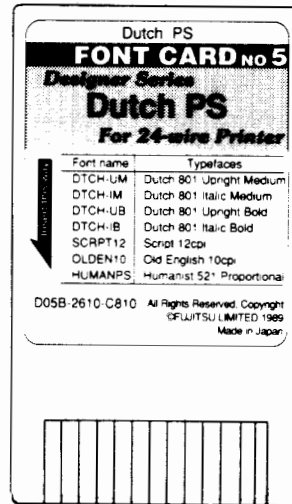 Dutch PS
FONT CARD NO 5
Designer Series
Dutch PS
For 24-wire Printer
Insert this way
Font name Typefaces
DTCH-UM Dutch 801 Upright Medium
DTCH-IM Dutch 801 Italic Medium
DTCH-UB Dutch 801 Upright Bold
DTCH-IB Dutch 801 Italic Bold
SCRPT12 Script 12cpi
OLDEN10 Old English 10cpi
HUMANPS Humanist 521 Proportional
D05B-2610-C810 All Rights Reserved, Copyright
©FUJITSU LIMITED 1989
Made in Japan